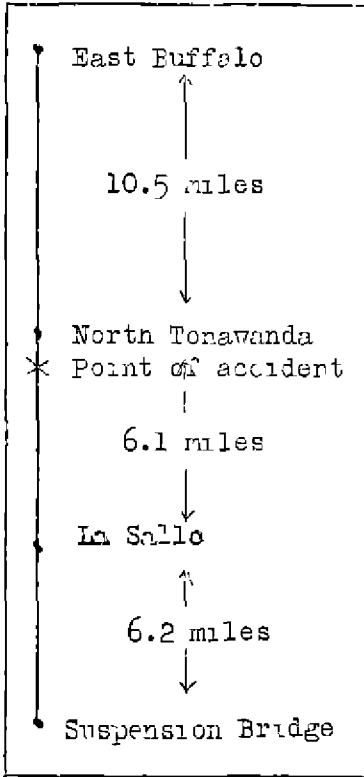 East Buffalo
10.5 miles
North Tonawanda
Point of accident
6.1 miles
La Salle
6.2 miles
Suspension Bridge